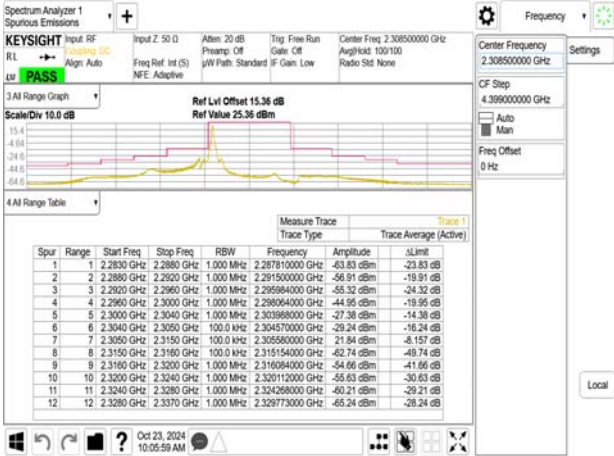 Spectrum Analyzer 1
Spurious Emissions
KEYSIGHT Input: RF Input Z: 50 Ω Atten: 20 dB Trig: Free Run Center Freq: 2.308500000 GHz
RL Coupling: DC Preamp: Off Gate: Off Avg|Hold: 100/100
Align: Auto Freq Ref: Int (S) µW Path: Standard IF Gain: Low Radio Std: None
LW PASS NFE: Adaptive
3 All Range Graph
Ref Lvl Offset 15.36 dB
Scale/Div 10.0 dB Ref Value 25.36 dBm
15.4
-4.64
-24.6
-44.6
-64.6
4 All Range Table
Measure Trace Trace 1
Trace Type Trace Average (Active)
Spur Range Start Freq Stop Freq RBW Frequency Amplitude ΔLimit
1 1 2.2830 GHz 2.2880 GHz 1.000 MHz 2.287810000 GHz -63.83 dBm -23.83 dB
2 2 2.2880 GHz 2.2920 GHz 1.000 MHz 2.291500000 GHz -56.91 dBm -19.91 dB
3 3 2.2920 GHz 2.2960 GHz 1.000 MHz 2.295984000 GHz -55.32 dBm -24.32 dB
4 4 2.2960 GHz 2.3000 GHz 1.000 MHz 2.298064000 GHz -44.95 dBm -19.95 dB
5 5 2.3000 GHz 2.3040 GHz 1.000 MHz 2.303988000 GHz -27.38 dBm -14.38 dB
6 6 2.3040 GHz 2.3050 GHz 100.0 kHz 2.304570000 GHz -29.24 dBm -16.24 dB
7 7 2.3050 GHz 2.3150 GHz 100.0 kHz 2.305580000 GHz 21.84 dBm -8.157 dB
8 8 2.3150 GHz 2.3160 GHz 100.0 kHz 2.315154000 GHz -62.74 dBm -49.74 dB
9 9 2.3160 GHz 2.3200 GHz 1.000 MHz 2.316084000 GHz -54.66 dBm -41.66 dB
10 10 2.3200 GHz 2.3240 GHz 1.000 MHz 2.320112000 GHz -55.63 dBm -30.63 dB
11 11 2.3240 GHz 2.3280 GHz 1.000 MHz 2.324268000 GHz -60.21 dBm -29.21 dB
12 12 2.3280 GHz 2.3370 GHz 1.000 MHz 2.329773000 GHz -65.24 dBm -28.24 dB
Oct 23, 2024
10:05:59 AM
Frequency
Center Frequency
2.308500000 GHz
Settings
CF Step
4.399000000 GHz
Auto
Man
Freq Offset
0 Hz
Local